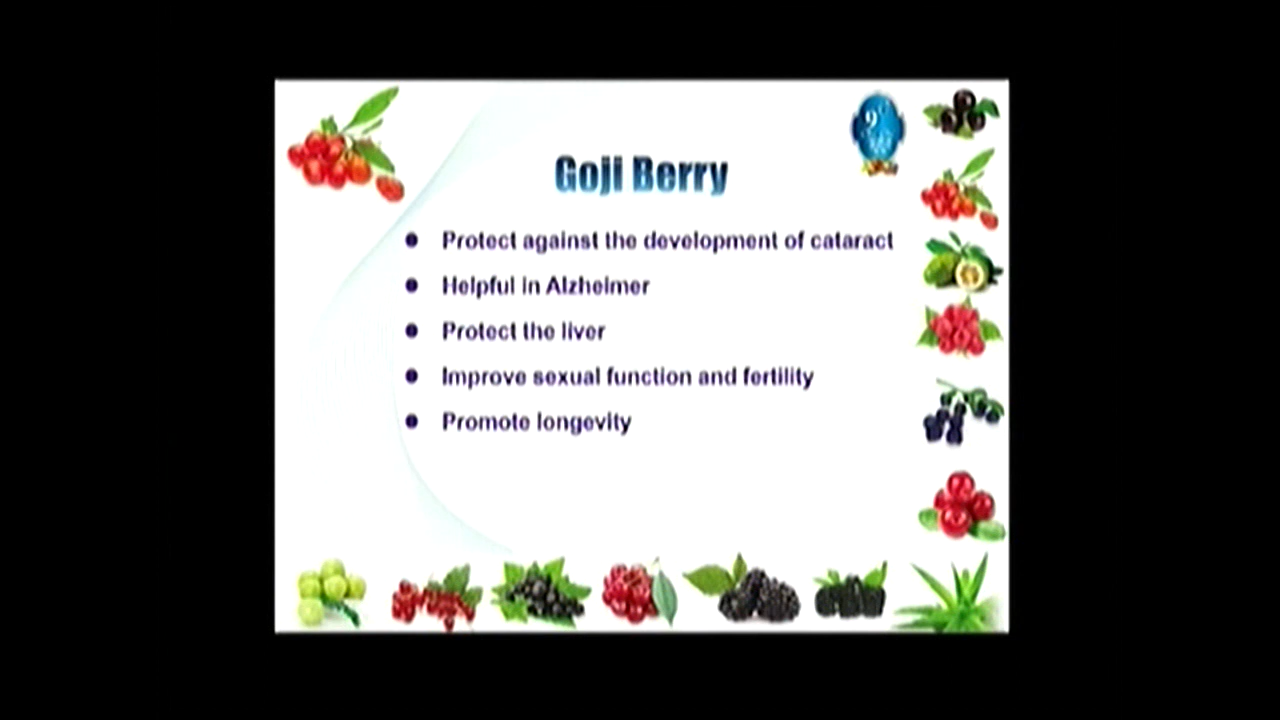 Goji Berry
● Protect against the development of cataract
● Helpful in Alzheimer
● Protect the liver
● Improve sexual function and fertility
● Promote longevity